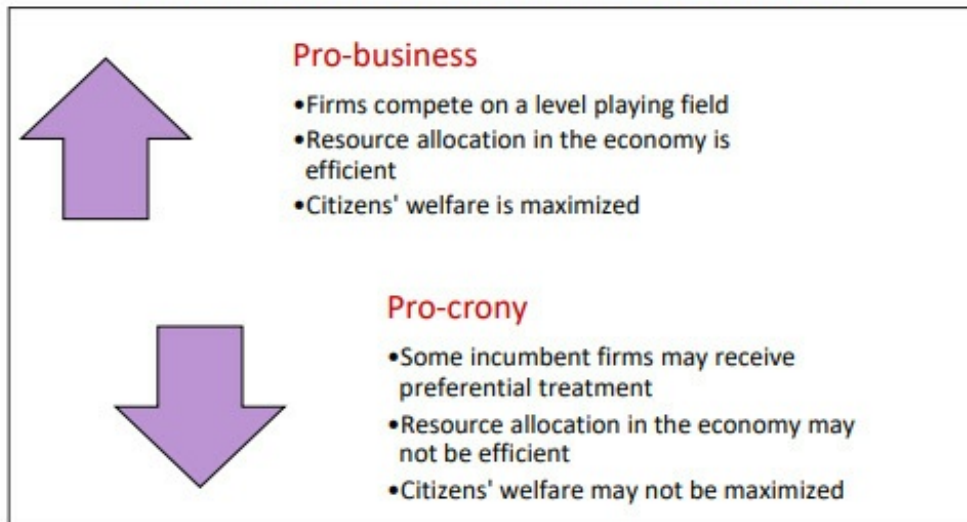 Pro-business
•Firms compete on a level playing field
•Resource allocation in the economy is
efficient
•Citizens' welfare is maximized
Pro-crony
•Some incumbent firms may receive
preferential treatment
•Resource allocation in the economy may
not be efficient
•Citizens' welfare may not be maximized